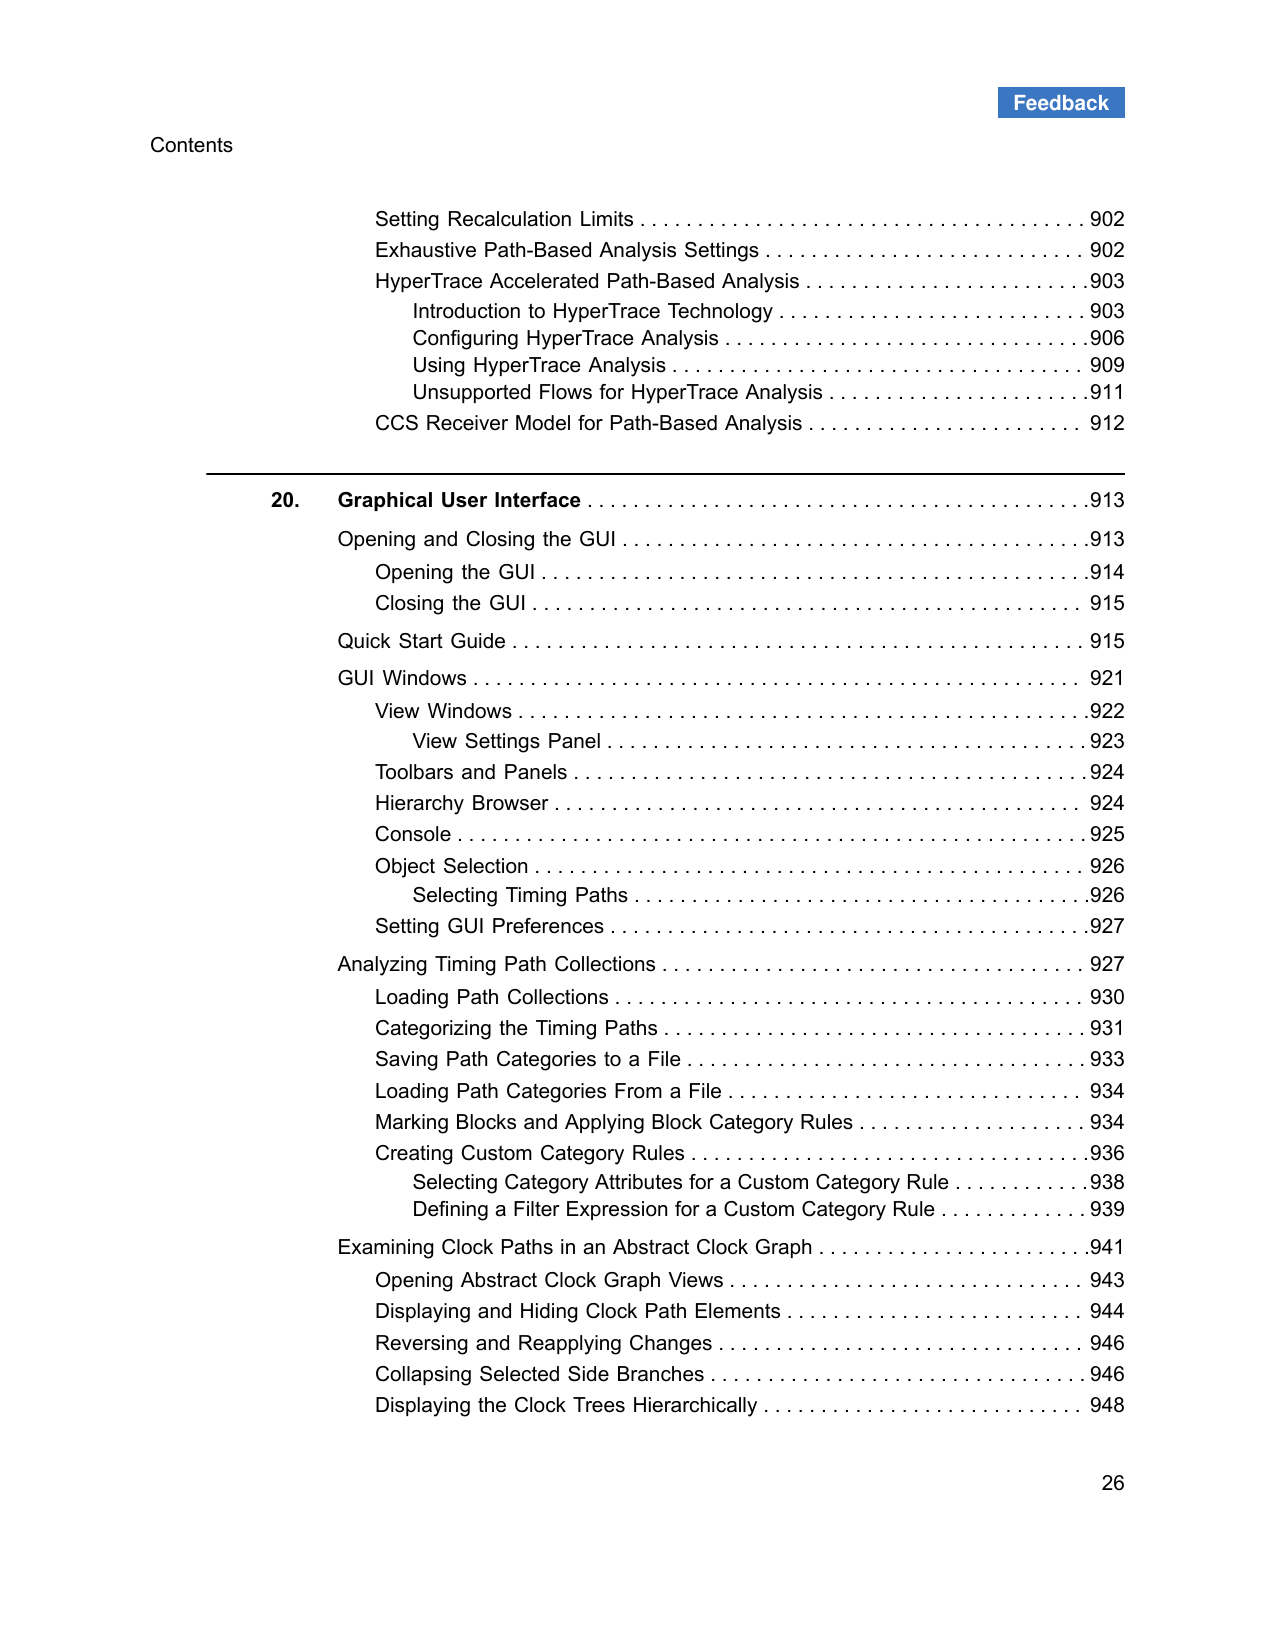 Feedback
Contents
Setting Recalculation Limits . . . . . . . . . . . . . . . . . . . . . . . . . . . . . . . . . . . . . . . 902
Exhaustive Path-Based Analysis Settings . . . . . . . . . . . . . . . . . . . . . . . . . . . . 902
HyperTrace Accelerated Path-Based Analysis . . . . . . . . . . . . . . . . . . . . . . . . .903
Introduction to HyperTrace Technology . . . . . . . . . . . . . . . . . . . . . . . . . . . 903
Configuring HyperTrace Analysis . . . . . . . . . . . . . . . . . . . . . . . . . . . . . . . .906
Using HyperTrace Analysis . . . . . . . . . . . . . . . . . . . . . . . . . . . . . . . . . . . . 909
Unsupported Flows for HyperTrace Analysis . . . . . . . . . . . . . . . . . . . . . . .911
CCS Receiver Model for Path-Based Analysis . . . . . . . . . . . . . . . . . . . . . . . . 912
20. Graphical User Interface . . . . . . . . . . . . . . . . . . . . . . . . . . . . . . . . . . . . . . . . . . . .913
Opening and Closing the GUI . . . . . . . . . . . . . . . . . . . . . . . . . . . . . . . . . . . . . . . . .913
Opening the GUI . . . . . . . . . . . . . . . . . . . . . . . . . . . . . . . . . . . . . . . . . . . . . . . .914
Closing the GUI . . . . . . . . . . . . . . . . . . . . . . . . . . . . . . . . . . . . . . . . . . . . . . . . 915
Quick Start Guide . . . . . . . . . . . . . . . . . . . . . . . . . . . . . . . . . . . . . . . . . . . . . . . . . . 915
GUI Windows . . . . . . . . . . . . . . . . . . . . . . . . . . . . . . . . . . . . . . . . . . . . . . . . . . . . . 921
View Windows . . . . . . . . . . . . . . . . . . . . . . . . . . . . . . . . . . . . . . . . . . . . . . . . . .922
View Settings Panel . . . . . . . . . . . . . . . . . . . . . . . . . . . . . . . . . . . . . . . . . . 923
Toolbars and Panels . . . . . . . . . . . . . . . . . . . . . . . . . . . . . . . . . . . . . . . . . . . . . 924
Hierarchy Browser . . . . . . . . . . . . . . . . . . . . . . . . . . . . . . . . . . . . . . . . . . . . . . 924
Console . . . . . . . . . . . . . . . . . . . . . . . . . . . . . . . . . . . . . . . . . . . . . . . . . . . . . . . 925
Object Selection . . . . . . . . . . . . . . . . . . . . . . . . . . . . . . . . . . . . . . . . . . . . . . . . 926
Selecting Timing Paths . . . . . . . . . . . . . . . . . . . . . . . . . . . . . . . . . . . . . . . .926
Setting GUI Preferences . . . . . . . . . . . . . . . . . . . . . . . . . . . . . . . . . . . . . . . . . .927
Analyzing Timing Path Collections . . . . . . . . . . . . . . . . . . . . . . . . . . . . . . . . . . . . . 927
Loading Path Collections . . . . . . . . . . . . . . . . . . . . . . . . . . . . . . . . . . . . . . . . . 930
Categorizing the Timing Paths . . . . . . . . . . . . . . . . . . . . . . . . . . . . . . . . . . . . . 931
Saving Path Categories to a File . . . . . . . . . . . . . . . . . . . . . . . . . . . . . . . . . . . 933
Loading Path Categories From a File . . . . . . . . . . . . . . . . . . . . . . . . . . . . . . . 934
Marking Blocks and Applying Block Category Rules . . . . . . . . . . . . . . . . . . . . 934
Creating Custom Category Rules . . . . . . . . . . . . . . . . . . . . . . . . . . . . . . . . . . .936
Selecting Category Attributes for a Custom Category Rule . . . . . . . . . . . . 938
Defining a Filter Expression for a Custom Category Rule . . . . . . . . . . . . . 939
Examining Clock Paths in an Abstract Clock Graph . . . . . . . . . . . . . . . . . . . . . . . .941
Opening Abstract Clock Graph Views . . . . . . . . . . . . . . . . . . . . . . . . . . . . . . . 943
Displaying and Hiding Clock Path Elements . . . . . . . . . . . . . . . . . . . . . . . . . . 944
Reversing and Reapplying Changes . . . . . . . . . . . . . . . . . . . . . . . . . . . . . . . . 946
Collapsing Selected Side Branches . . . . . . . . . . . . . . . . . . . . . . . . . . . . . . . . . 946
Displaying the Clock Trees Hierarchically . . . . . . . . . . . . . . . . . . . . . . . . . . . . 948
26